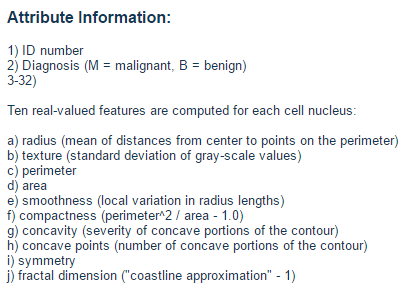 Attribute Information:
1) ID number
2) Diagnosis (M = malignant, B = benign)
3-32)
Ten real-valued features are computed for each cell nucleus:
a) radius (mean of distances from center to points on the perimeter)
b) texture (standard deviation of gray-scale values)
c) perimeter
d) area
e) smoothness (local variation in radius lengths)
f) compactness (perimeter^2 / area - 1.0)
g) concavity (severity of concave portions of the contour)
h) concave points (number of concave portions of the contour)
i) symmetry
j) fractal dimension ("coastline approximation" - 1)